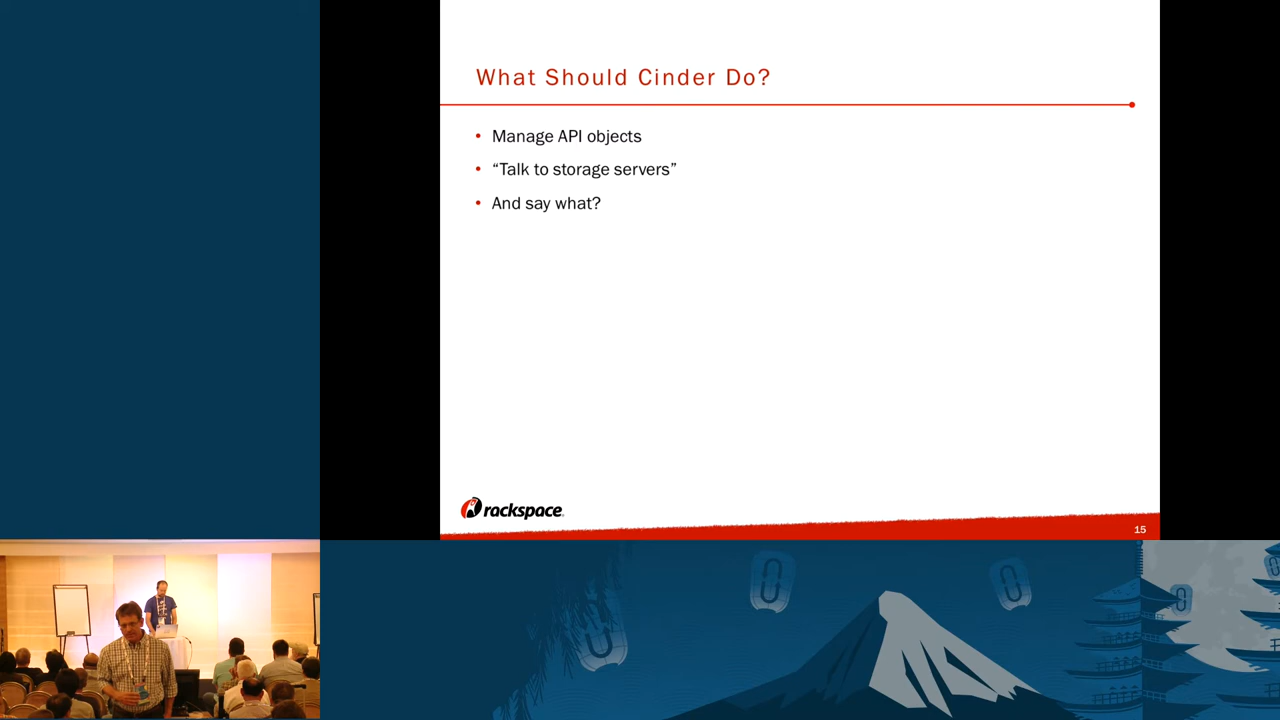 What Should Cinder Do?
• Manage API objects
• “Talk to storage servers”
• And say what?
rackspace
15